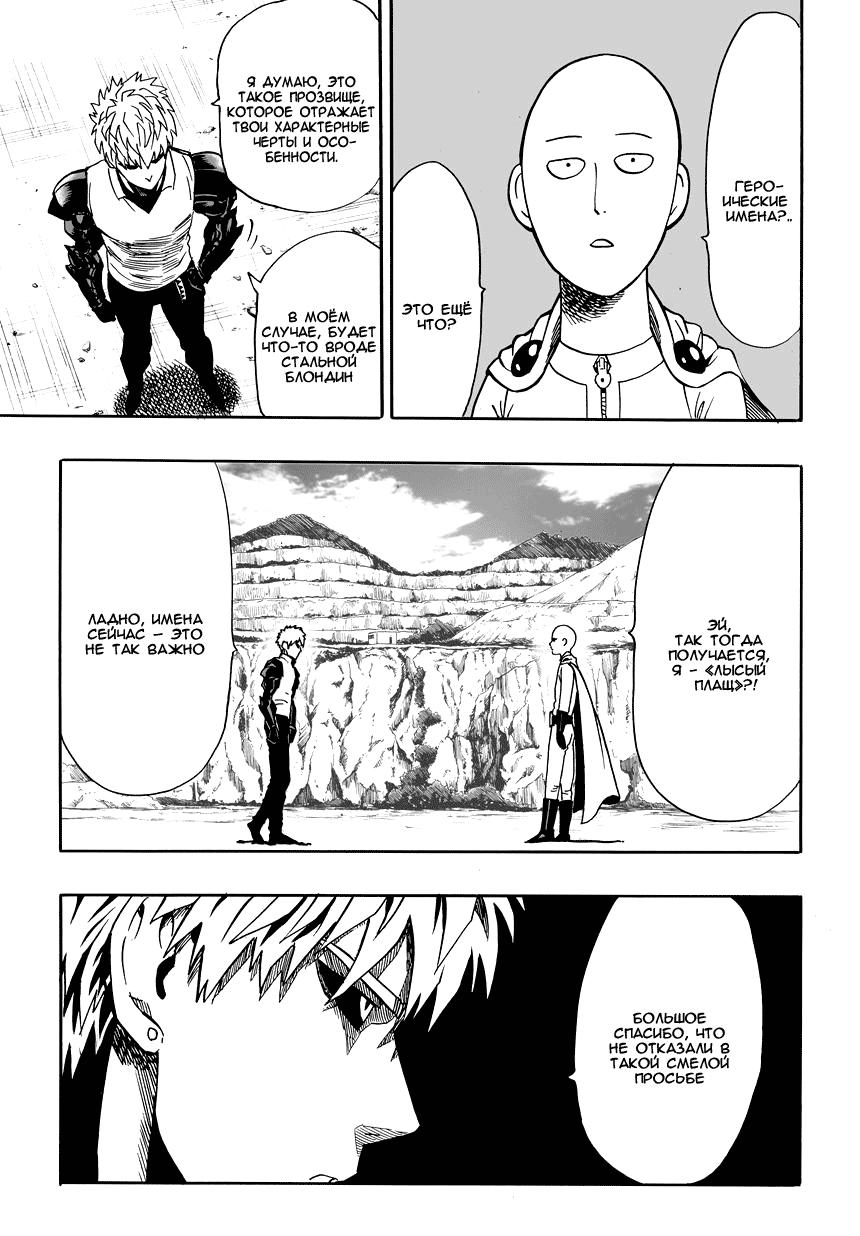 ГЕРО-
ИЧЕСКИЕ
ИМЕНА?..
ЭТО ЕЩЁ
ЧТО?
Я ДУМАЮ, ЭТО
ТАКОЕ ПРОЗВИЩЕ,
КОТОРОЕ ОТРАЖАЕТ
ТВОИ ХАРАКТЕРНЫЕ
ЧЕРТЫ И ОСО-
БЕННОСТИ.
В МОЁМ
СЛУЧАЕ, БУДЕТ
ЧТО-ТО ВРОДЕ
СТАЛЬНОЙ
БЛОНДИН
ЭЙ,
ТАК ТОГДА
ПОЛУЧАЕТСЯ,
Я - «ЛЫСЫЙ
ПЛАЩ»?!
ЛАДНО, ИМЕНА
СЕЙЧАС - ЭТО
НЕ ТАК ВАЖНО
БОЛЬШОЕ
СПАСИБО, ЧТО
НЕ ОТКАЗАЛИ В
ТАКОЙ СМЕЛОЙ
ПРОСЬБЕ